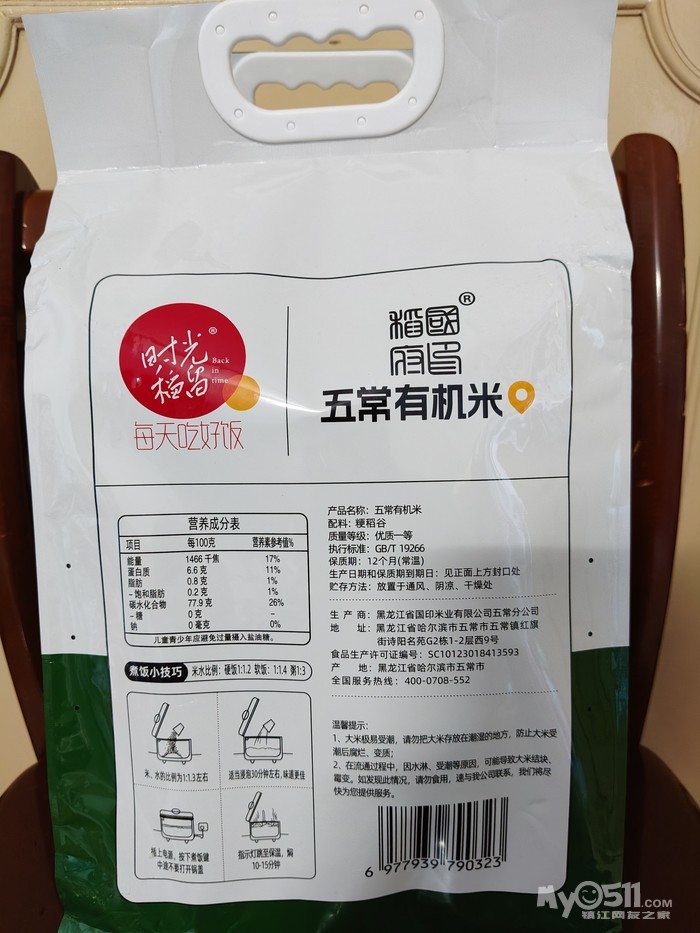 时光®
稻留
Back
in
time
每天吃好饭
稻國®
府印
五常有机米
营养成分表
项目 每100克 营养素参考值%
能量 1466 千焦 17%
蛋白质 6.6 克 11%
脂肪 0.8 克 1%
-饱和脂肪 0.2 克 1%
碳水化合物 77.9 克 26%
-糖 0 克 -
钠 0 毫克 0%
儿童青少年应避免过量摄入盐油糖。
煮饭小技巧 米水比例:硬饭1:1.2 软饭:1:1.4 粥1:3
米、水的比例为1:1.3左右
适当浸泡30分钟左右,味道更佳
插上电源,按下煮饭键
中途不要打开锅盖
指示灯跳至保温,焖
10-15分钟
产品名称:五常有机米
配料:粳稻谷
质量等级:优质一等
执行标准:GB/T 19266
保质期:12个月(常温)
生产日期和保质期到期日:见正面上方封口处
贮存方法:放置于通风、阴凉、干燥处
生产商:黑龙江省国印米业有限公司五常分公司
地址:黑龙江省哈尔滨市五常市五常镇红旗
街诗阳名苑G2栋1-2层西9号
食品生产许可证编号:SC10123018413593
产地:黑龙江省哈尔滨市五常市
全国服务热线:400-0708-552
温馨提示:
1、大米极易受潮,请勿把大米存放在潮湿的地方,防止大米受
潮后腐烂、变质;
2、在流通过程中,因水淋、受潮等原因,可能导致大米结块、
霉变。如发现此情况,请勿食用,速与我公司联系,我们将尽
快为您提供服务。
6 977939 790323
My0511.com
镇江网友之家